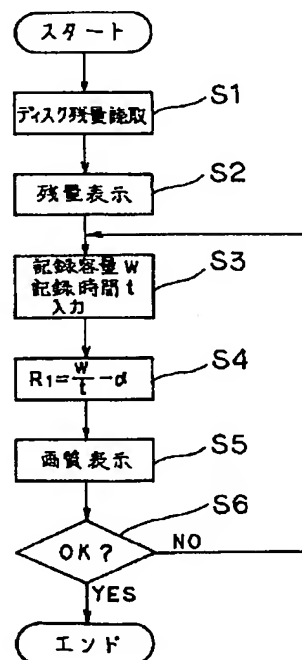 スタート
ディスク残量読取
S1
残量表示
S2
記録容量W
記録時間t
入力
S3
R1=W/t-α
S4
画質表示
S5
S6
OK?
NO
YES
エンド